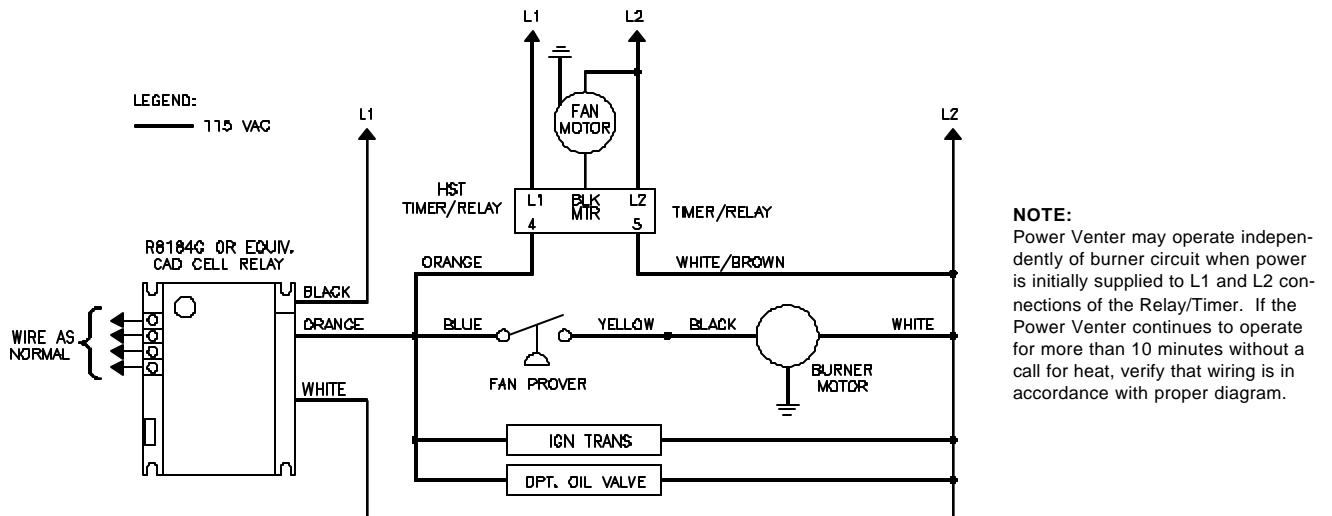 L1
L2
LEGEND:
115 VAC
L1
FAN
MOTOR
L2
HST
TIMER/RELAY
L1 BLK L2
MTR
4 5
TIMER/RELAY
R8184G OR EQUIV.
CAD CELL RELAY
ORANGE
WHITE/BROWN
BLACK
ORANGE
BLUE
YELLOW
BLACK
WHITE
WIRE AS
NORMAL
FAN PROVER
BURNER
MOTOR
WHITE
IGN TRANS
OPT. OIL VALVE
NOTE:
Power Venter may operate indepen-
dently of burner circuit when power
is initially supplied to L1 and L2 con-
nections of the Relay/Timer. If the
Power Venter continues to operate
for more than 10 minutes without a
call for heat, verify that wiring is in
accordance with proper diagram.